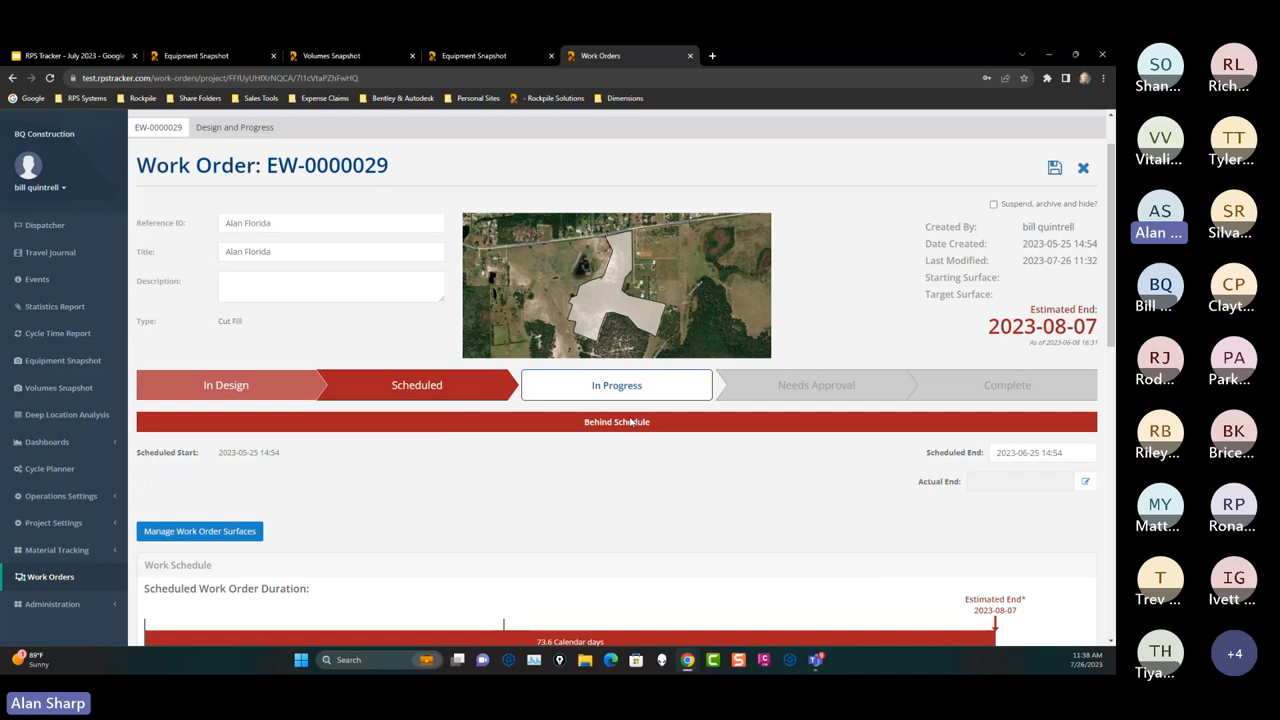 RPS Tracker - July 2023 - Google
Equipment Snapshot
Volumes Snapshot
Equipment Snapshot
Work Orders
test.rpstracker.com/work-orders/project/FFfUyUHfXrNQCA/7I1cVtaPZhFwHQ
Google
RPS Systems
Rockpile
Share Folders
Sales Tools
Expense Claims
Bentley & Autodesk
Personal Sites
- Rockpile Solutions
Dimensions
BQ Construction
bill quintrell
Dispatcher
Travel Journal
Events
Statistics Report
Cycle Time Report
Equipment Snapshot
Volumes Snapshot
Deep Location Analysis
Dashboards
Cycle Planner
Operations Settings
Project Settings
Material Tracking
Work Orders
Administration
EW-0000029
Design and Progress
Work Order: EW-0000029
Reference ID: Alan Florida
Title: Alan Florida
Description:
Type: Cut Fill
Suspend, archive and hide?
Created By: bill quintrell
Date Created: 2023-05-25 14:54
Last Modified: 2023-07-26 11:32
Starting Surface:
Target Surface:
Estimated End:
2023-08-07
As of 2023-06-08 16:31
In Design
Scheduled
In Progress
Needs Approval
Complete
Behind Schedule
Scheduled Start: 2023-05-25 14:54
Scheduled End: 2023-06-25 14:54
Actual End:
Manage Work Order Surfaces
Work Schedule
Scheduled Work Order Duration:
Estimated End*
2023-08-07
73.6 Calendar days
89°F
Sunny
Search
11:38 AM
7/26/2023
SO
Shan...
RL
Rich...
VV
Vitali...
TT
Tyler...
AS
Alan ...
SR
Silva...
BQ
Bill ...
CP
Clayt...
RJ
Rod...
PA
Park...
RB
Riley...
BK
Brice...
MY
Matt...
RP
Rona...
T
Trev ...
IG
Ivett ...
TH
Tiya...
+4
Alan Sharp